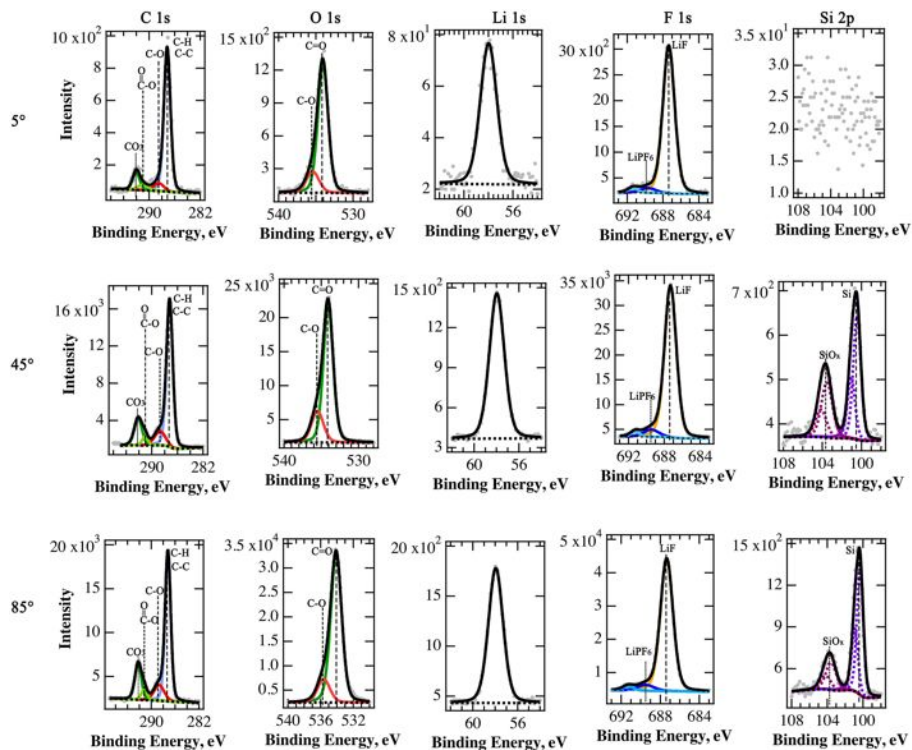 C 1s O 1s Li 1s F 1s Si 2p
5º
Intensity
10 x10²
8
6
4
2
290 282
Binding Energy, eV
CO₃
O
C-O
C-O
C-H
C-C
15 x10²
12
9
6
3
540 530
Binding Energy, eV
C=O
C-O
8 x10¹
6
4
2
60 56
Binding Energy, eV
30 x10²
25
20
15
10
5
692 688 684
Binding Energy, eV
LiF
LiPF6
3.5 x10¹
3.0
2.5
2.0
1.5
1.0
108 104 100
Binding Energy, eV
45º
Intensity
16 x10³
12
8
4
290 282
Binding Energy, eV
CO₃
O
C-O
C-O
C-H
C-C
25 x10³
20
15
10
5
540 530
Binding Energy, eV
C=O
C-O
15 x10²
12
9
6
3
60 56
Binding Energy, eV
35 x10³
30
25
20
15
10
5
692 688 684
Binding Energy, eV
LiF
LiPF6
7 x10²
6
5
4
3
108 104 100
Binding Energy, eV
Si
SiOx
85º
Intensity
20 x10³
15
10
5
290 282
Binding Energy, eV
CO₃
O
C-O
C-O
C-H
C-C
3.5 x10⁴
3.0
2.5
2.0
1.5
1.0
0.5
540 536 532
Binding Energy, eV
C=O
C-O
20 x10²
16
12
8
4
60 56
Binding Energy, eV
5 x10⁴
4
3
2
1
692 688 684
Binding Energy, eV
LiF
LiPF6
15 x10²
12
9
6
108 104 100
Binding Energy, eV
Si
SiOx